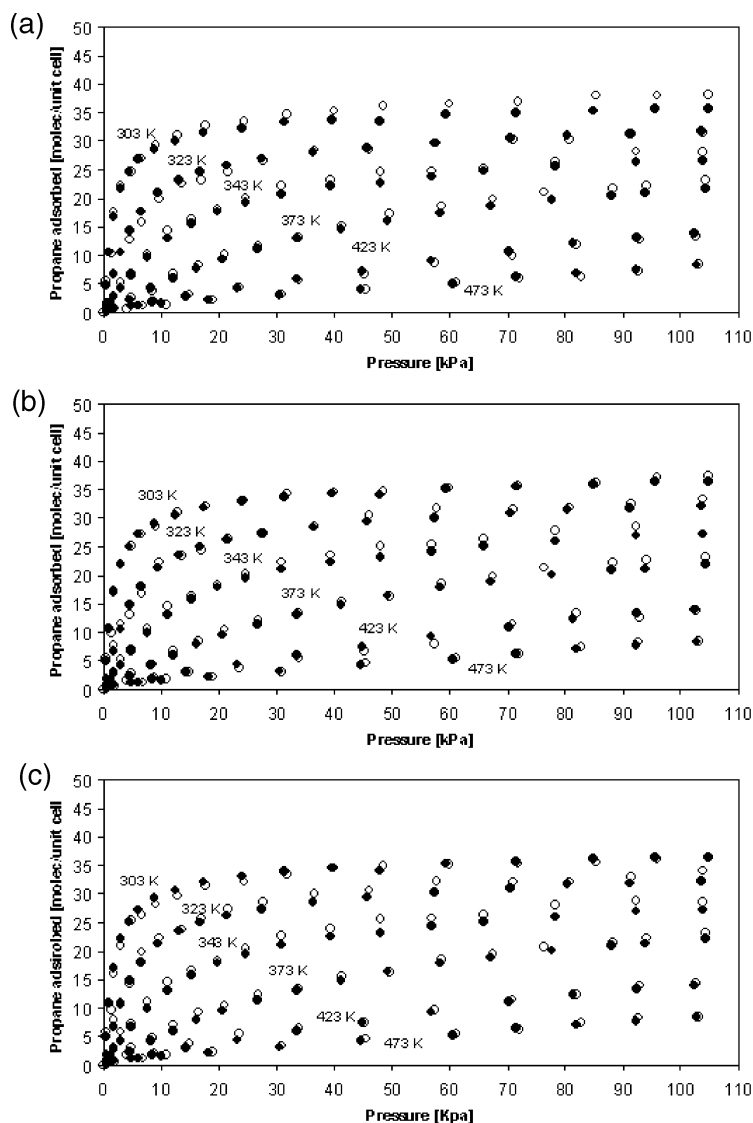 (a)
Propane adsorbed [molec/unit cell]
50
45
40
35
30
25
20
15
10
5
0
303 K
323 K
343 K
373 K
423 K
473 K
0 10 20 30 40 50 60 70 80 90 100 110
Pressure [kPa]
(b)
Propane adsorbed [molec/unit cell]
50
45
40
35
30
25
20
15
10
5
0
303 K
323 K
343 K
373 K
423 K
473 K
0 10 20 30 40 50 60 70 80 90 100 110
Pressure [kPa]
(c)
Propane adsirobed [molec/unit cell]
50
45
40
35
30
25
20
15
10
5
0
303 K
323 K
343 K
373 K
423 K
473 K
0 10 20 30 40 50 60 70 80 90 100 110
Pressure [Kpa]